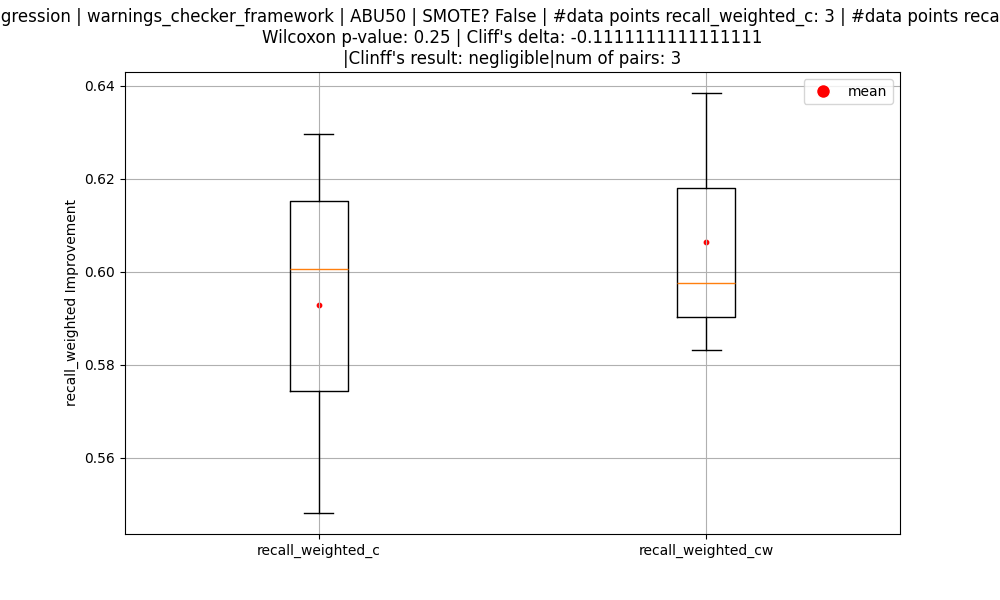 gression | warnings_checker_framework | ABU50 | SMOTE? False | #data points recall_weighted_c: 3 | #data points reca
Wilcoxon p-value: 0.25 | Cliff's delta: -0.1111111111111111
|Clinff's result: negligible|num of pairs: 3
mean
0.64
0.62
0.60
0.58
0.56
recall_weighted Improvement
recall_weighted_c
recall_weighted_cw